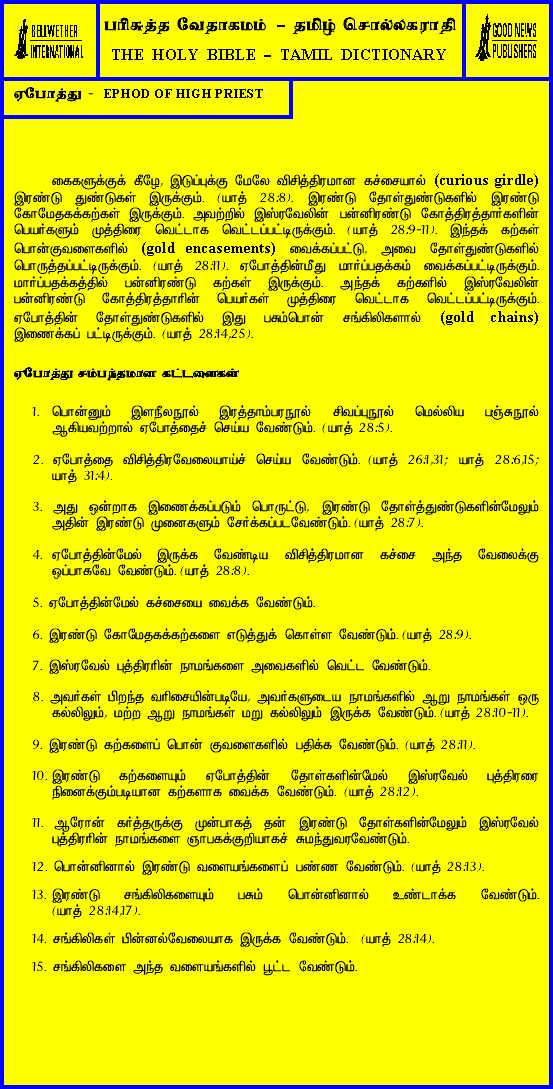 BELLWETHER
INTERNATIONAL
பரிசுத்த வேதாகமம் – தமிழ் சொல்லகராதி
THE HOLY BIBLE – TAMIL DICTIONARY
GOOD NEWS
PUBLISHERS
ஏபோத்து - EPHOD OF HIGH PRIEST
கைகளுக்குக் கீழே, இடுப்புக்கு மேலே விசித்திரமான கச்சையால் (curious girdle)
இரண்டு துண்டுகள் இருக்கும். (யாத் 28:8). இரண்டு தோள்துண்டுகளில் இரண்டு
கோமேதகக்கற்கள் இருக்கும். அவற்றில் இஸ்ரவேலின் பன்னிரண்டு கோத்திரத்தார்களின்
பெயர்களும் முத்திரை வெட்டாக வெட்டப்பட்டிருக்கும். (யாத் 28:9-11). இந்தக் கற்கள்
பொன்குவளைகளில் (gold encasements) வைக்கப்பட்டு, அவை தோள்துண்டுகளில்
பொருத்தப்பட்டிருக்கும். (யாத் 28:11). ஏபோத்தின்மீது மார்ப்பதக்கம் வைக்கப்பட்டிருக்கும்.
மார்ப்பதக்கத்தில் பன்னிரண்டு கற்கள் இருக்கும். அந்தக் கற்களில் இஸ்ரவேலின்
பன்னிரண்டு கோத்திரத்தாரின் பெயர்கள் முத்திரை வெட்டாக வெட்டப்பட்டிருக்கும்.
ஏபோத்தின் தோள்துண்டுகளில் இது பசும்பொன் சங்கிலிகளால் (gold chains)
இணைக்கப் பட்டிருக்கும். (யாத் 28:14,25).
ஏபோத்து சம்பந்தமான கட்டளைகள்
1. பொன்னும் இளநீலநூல் இரத்தாம்பரநூல் சிவப்புநூல் மெல்லிய பஞ்சுநூல்
ஆகியவற்றால் ஏபோத்தைச் செய்ய வேண்டும். (யாத் 28:5).
2. ஏபோத்தை விசித்திரவேலையாய்ச் செய்ய வேண்டும். (யாத் 26:1,31; யாத் 28:6,15;
யாத் 31:4).
3. அது ஒன்றாக இணைக்கப்படும் பொருட்டு, இரண்டு தோள்த்துண்டுகளின்மேலும்
அதின் இரண்டு முனைகளும் சேர்க்கப்படவேண்டும். (யாத் 28:7).
4. ஏபோத்தின்மேல் இருக்க வேண்டிய விசித்திரமான கச்சை அந்த வேலைக்கு
ஒப்பாகவே வேண்டும். (யாத் 28:8).
5. ஏபோத்தின்மேல் கச்சையை வைக்க வேண்டும்.
6. இரண்டு கோமேதகக்கற்களை எடுத்துக் கொள்ள வேண்டும். (யாத் 28:9).
7. இஸ்ரவேல் புத்திரரின் நாமங்களை அவைகளில் வெட்ட வேண்டும்.
8. அவர்கள் பிறந்த வரிசையின்படியே, அவர்களுடைய நாமங்களில் ஆறு நாமங்கள் ஒரு
கல்லிலும், மற்ற ஆறு நாமங்கள் மறு கல்லிலும் இருக்க வேண்டும். (யாத் 28:10-11).
9. இரண்டு கற்களைப் பொன் குவளைகளில் பதிக்க வேண்டும். (யாத் 28:11).
10. இரண்டு கற்களையும் ஏபோத்தின் தோள்களின்மேல் இஸ்ரவேல் புத்திரரை
நினைக்கும்படியான கற்களாக வைக்க வேண்டும். (யாத் 28:12).
11. ஆரோன் கர்த்தருக்கு முன்பாகத் தன் இரண்டு தோள்களின்மேலும் இஸ்ரவேல்
புத்திரரின் நாமங்களை ஞாபகக்குறியாகச் சுமந்துவரவேண்டும்.
12. பொன்னினால் இரண்டு வளையங்களைப் பண்ண வேண்டும். (யாத் 28:13).
13. இரண்டு சங்கிலிகளையும் பசும் பொன்னினால் உண்டாக்க வேண்டும்.
(யாத் 28:14,17).
14. சங்கிலிகள் பின்னல்வேலையாக இருக்க வேண்டும். (யாத் 28:14).
15. சங்கிலிகளை அந்த வளையங்களில் பூட்ட வேண்டும்.